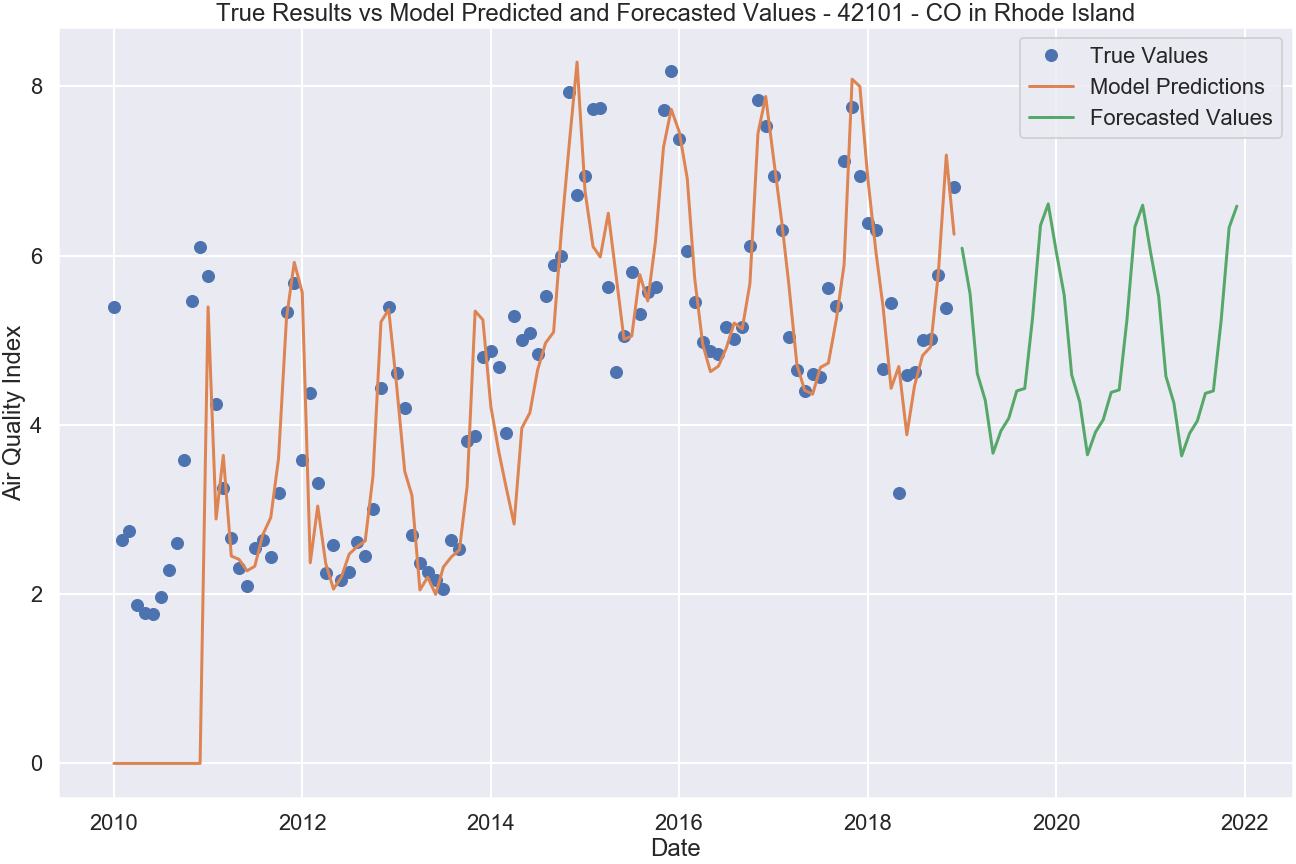 True Results vs Model Predicted and Forecasted Values - 42101 - CO in Rhode Island
True Values
Model Predictions
Forecasted Values
Air Quality Index
8
6
4
2
0
2010 2012 2014 2016 2018 2020 2022
Date